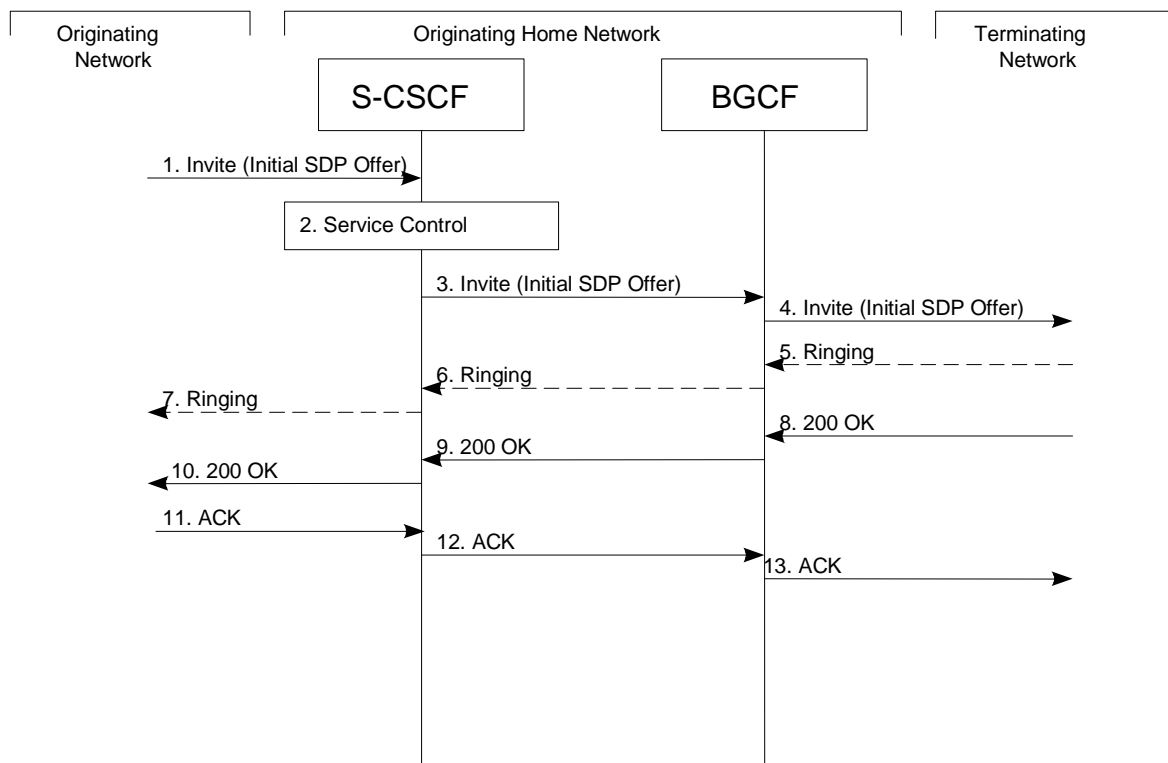 Originating
Network
Originating Home Network
Terminating
Network
S-CSCF
BGCF
1. Invite (Initial SDP Offer)
2. Service Control
3. Invite (Initial SDP Offer)
4. Invite (Initial SDP Offer)
5. Ringing
6. Ringing
7. Ringing
8. 200 OK
9. 200 OK
10. 200 OK
11. ACK
12. ACK
13. ACK